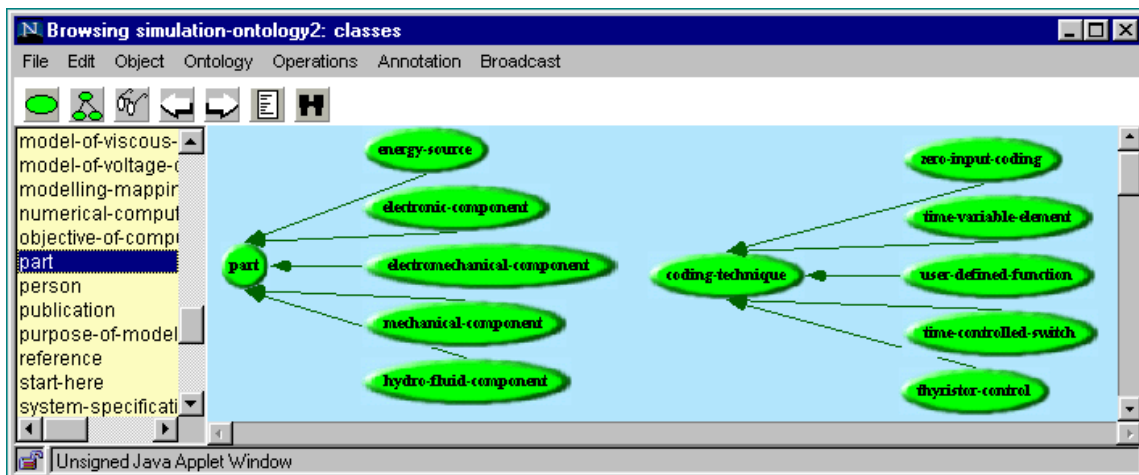 Browsing simulation-ontology2: classes
File Edit Object Ontology Operations Annotation Broadcast
model-of-viscous-
model-of-voltage-c
modelling-mappin
numerical-comput
objective-of-compu
part
person
publication
purpose-of-model
reference
start-here
system-specificati
energy-source
electronic-component
part
electromechanical-component
mechanical-component
hydro-fluid-component
zero-input-coding
time-variable-element
coding-technique
user-defined-function
time-controlled-switch
thyristor-control
Unsigned Java Applet Window